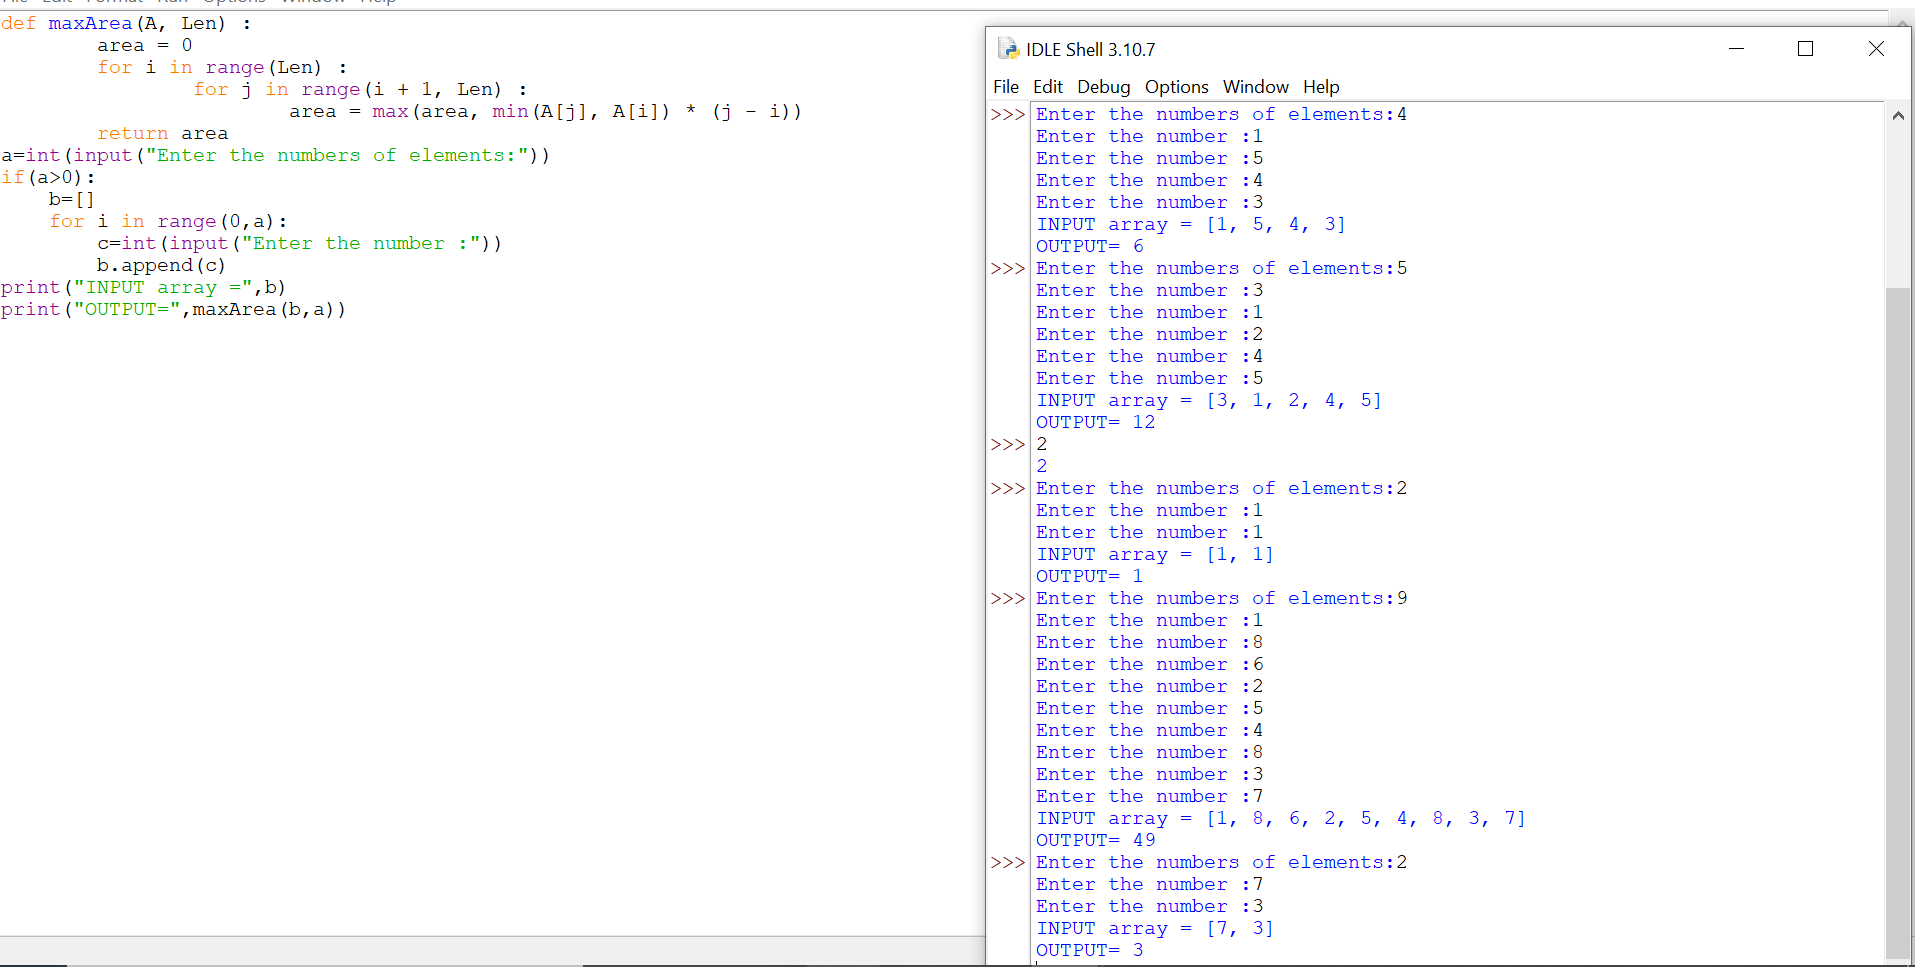 File Edit Format Run Options Window Help
def maxArea(A, Len) :
        area = 0
        for i in range(Len) :
                for j in range(i + 1, Len) :
                        area = max(area, min(A[j], A[i]) * (j - i))
        return area
a=int(input("Enter the numbers of elements:"))
if(a>0):
    b=[]
    for i in range(0,a):
        c=int(input("Enter the number :"))
        b.append(c)
print("INPUT array =",b)
print("OUTPUT=",maxArea(b,a))
IDLE Shell 3.10.7
File Edit Debug Options Window Help
>>> Enter the numbers of elements:4
Enter the number :1
Enter the number :5
Enter the number :4
Enter the number :3
INPUT array = [1, 5, 4, 3]
OUTPUT= 6
>>> Enter the numbers of elements:5
Enter the number :3
Enter the number :1
Enter the number :2
Enter the number :4
Enter the number :5
INPUT array = [3, 1, 2, 4, 5]
OUTPUT= 12
>>> 2
2
>>> Enter the numbers of elements:2
Enter the number :1
Enter the number :1
INPUT array = [1, 1]
OUTPUT= 1
>>> Enter the numbers of elements:9
Enter the number :1
Enter the number :8
Enter the number :6
Enter the number :2
Enter the number :5
Enter the number :4
Enter the number :8
Enter the number :3
Enter the number :7
INPUT array = [1, 8, 6, 2, 5, 4, 8, 3, 7]
OUTPUT= 49
>>> Enter the numbers of elements:2
Enter the number :7
Enter the number :3
INPUT array = [7, 3]
OUTPUT= 3